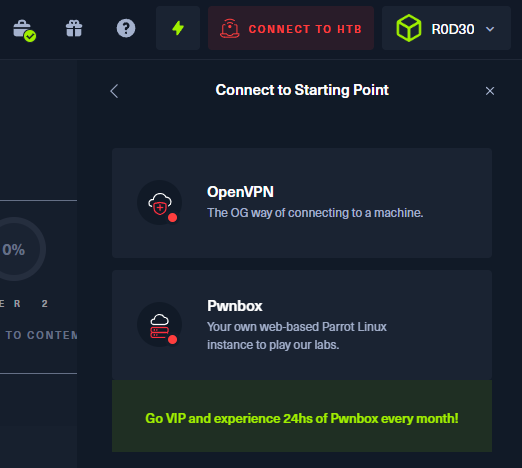 CONNECT TO HTB
R0D30
Connect to Starting Point
OpenVPN
The OG way of connecting to a machine.
0%
E R 2
TO CONTEM
Pwnbox
Your own web-based Parrot Linux
instance to play our labs.
Go VIP and experience 24hs of Pwnbox every month!